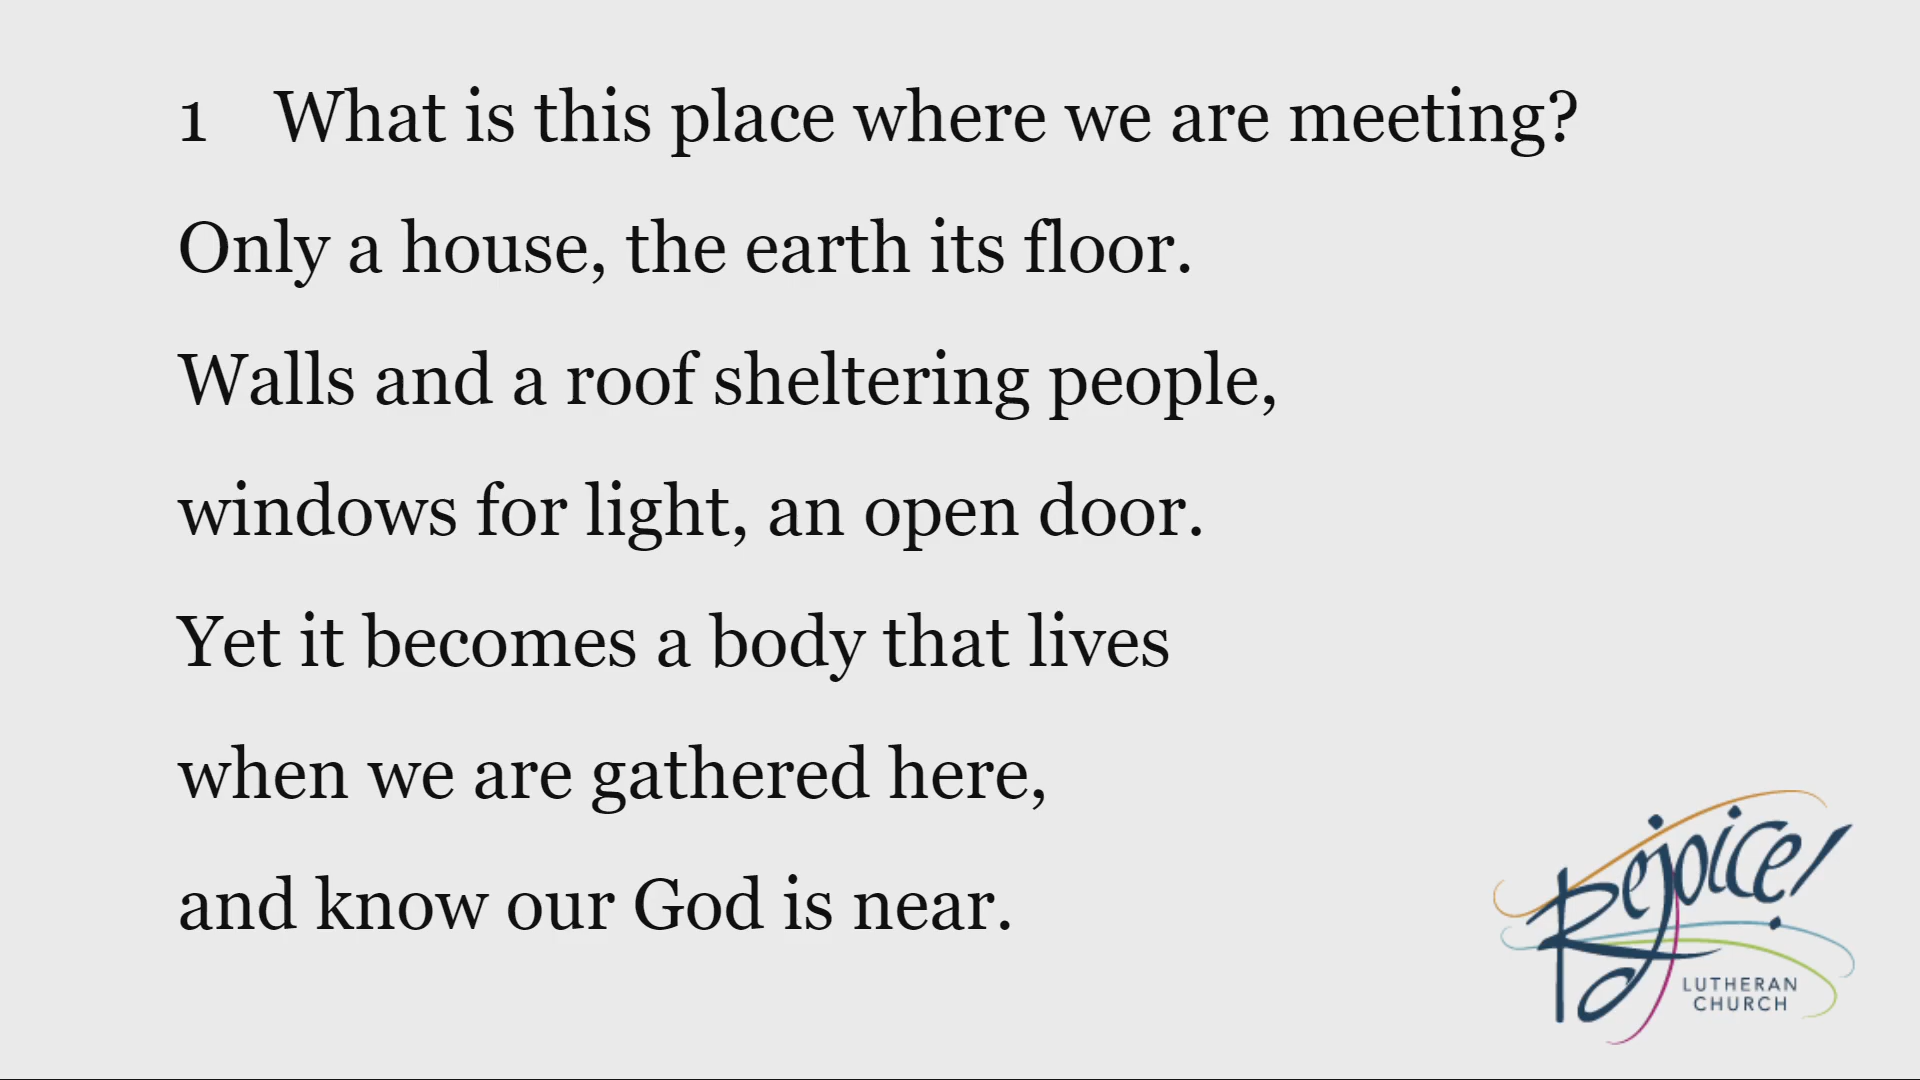 1 What is this place where we are meeting?
Only a house, the earth its floor.
Walls and a roof sheltering people,
windows for light, an open door.
Yet it becomes a body that lives
when we are gathered here,
and know our God is near.
Rejoice!
LUTHERAN
CHURCH